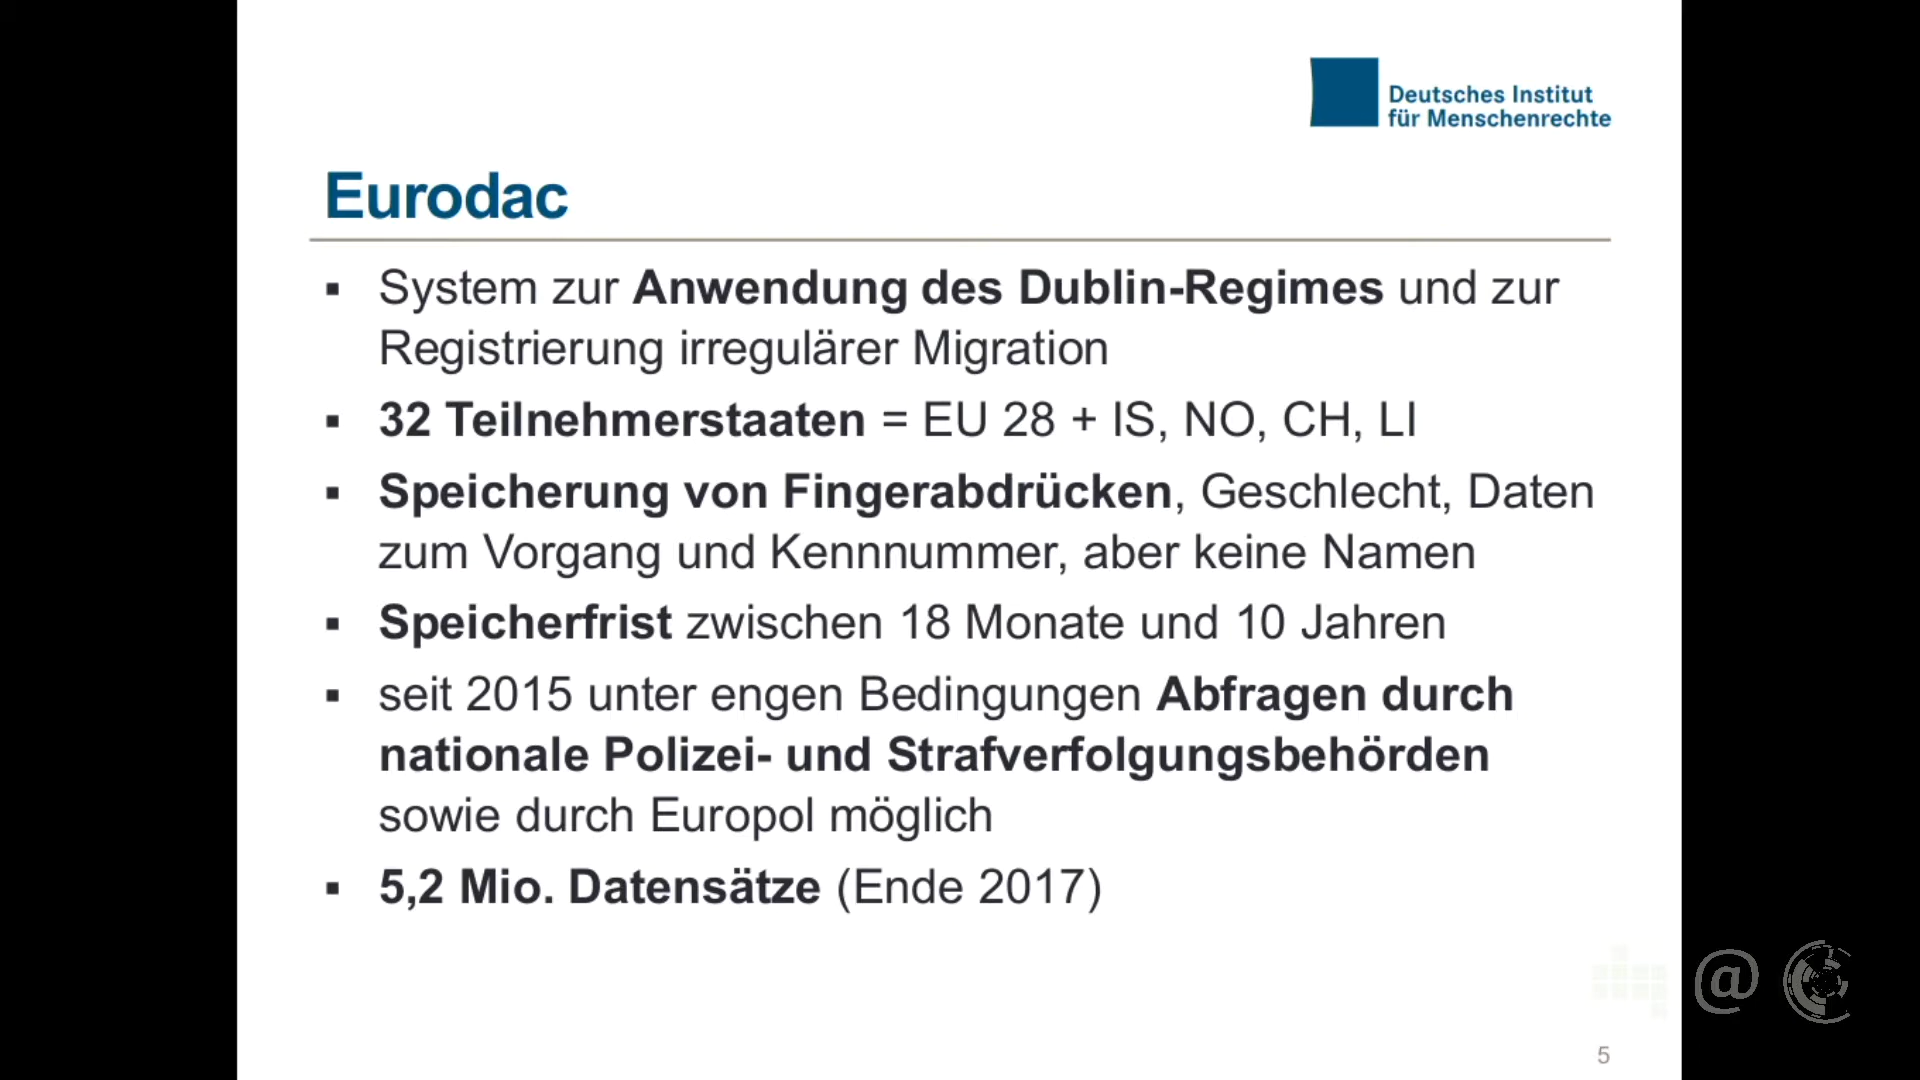 Deutsches Institut
für Menschenrechte
Eurodac
▪ System zur Anwendung des Dublin-Regimes und zur
Registrierung irregulärer Migration
▪ 32 Teilnehmerstaaten = EU 28 + IS, NO, CH, LI
▪ Speicherung von Fingerabdrücken, Geschlecht, Daten
zum Vorgang und Kennnummer, aber keine Namen
▪ Speicherfrist zwischen 18 Monate und 10 Jahren
▪ seit 2015 unter engen Bedingungen Abfragen durch
nationale Polizei- und Strafverfolgungsbehörden
sowie durch Europol möglich
▪ 5,2 Mio. Datensätze (Ende 2017)
@
5